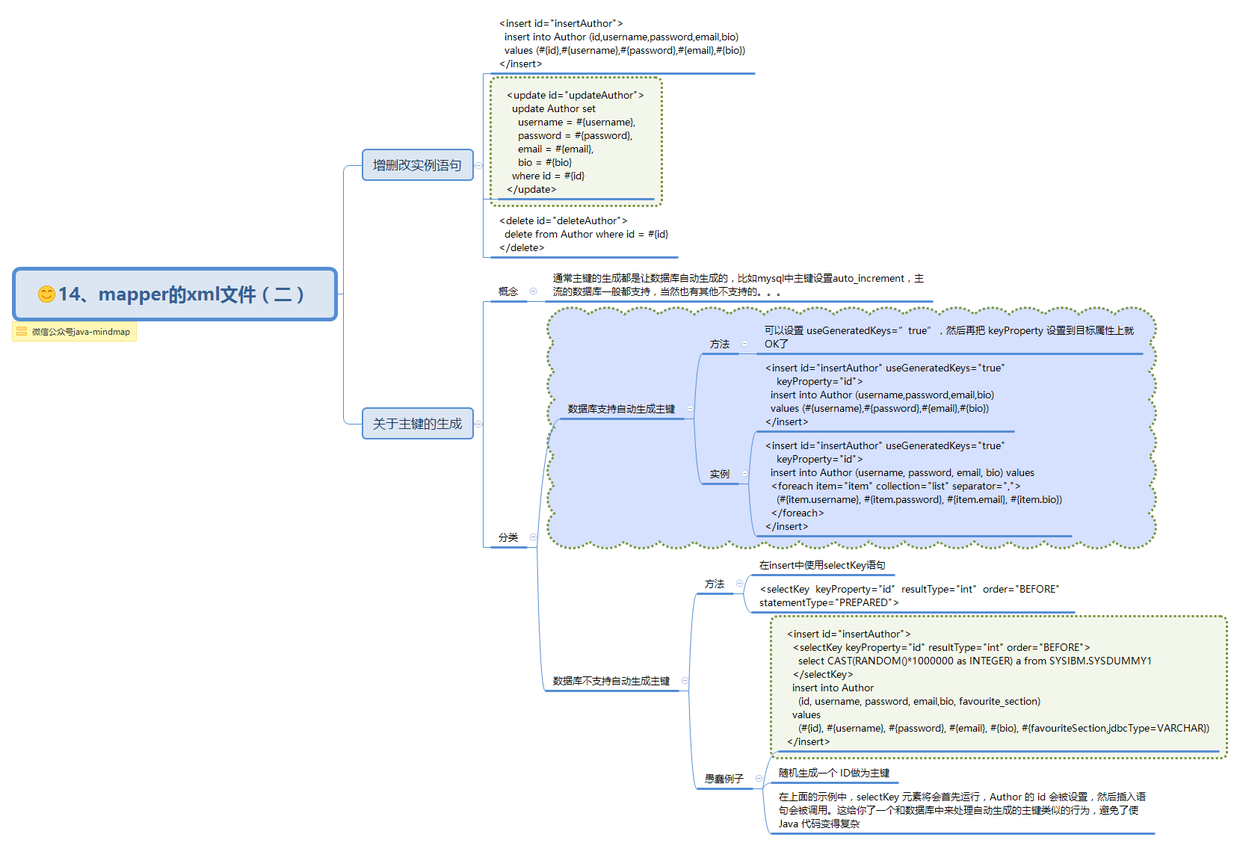 14、mapper的xml文件（二）
微信公众号java-mindmap
增删改实例语句
<insert id="insertAuthor">
insert into Author (id,username,password,email,bio)
values (#{id},#{username},#{password},#{email},#{bio})
</insert>
<update id="updateAuthor">
update Author set
username = #{username},
password = #{password},
email = #{email},
bio = #{bio}
where id = #{id}
</update>
<delete id="deleteAuthor">
delete from Author where id = #{id}
</delete>
关于主键的生成
概念
通常主键的生成都是让数据库自动生成的，比如mysql中主键设置auto_increment，主
流的数据库一般都支持，当然也有其他不支持的。。。
分类
数据库支持自动生成主键
方法
可以设置 useGeneratedKeys=”true”，然后再把 keyProperty 设置到目标属性上就
OK了
实例
<insert id="insertAuthor" useGeneratedKeys="true"
keyProperty="id">
insert into Author (username,password,email,bio)
values (#{username},#{password},#{email},#{bio})
</insert>
<insert id="insertAuthor" useGeneratedKeys="true"
keyProperty="id">
insert into Author (username, password, email, bio) values
<foreach item="item" collection="list" separator=",">
(#{item.username}, #{item.password}, #{item.email}, #{item.bio})
</foreach>
</insert>
数据库不支持自动生成主键
方法
在insert中使用selectKey语句
<selectKey keyProperty="id" resultType="int" order="BEFORE"
statementType="PREPARED">
愚蠢例子
<insert id="insertAuthor">
<selectKey keyProperty="id" resultType="int" order="BEFORE">
select CAST(RANDOM()*1000000 as INTEGER) a from SYSIBM.SYSDUMMY1
</selectKey>
insert into Author
(id, username, password, email,bio, favourite_section)
values
(#{id}, #{username}, #{password}, #{email}, #{bio}, #{favouriteSection,jdbcType=VARCHAR})
</insert>
随机生成一个 ID做为主键
在上面的示例中，selectKey 元素将会首先运行，Author 的 id 会被设置，然后插入语
句会被调用。这给你了一个和数据库中来处理自动生成的主键类似的行为，避免了使
Java 代码变得复杂